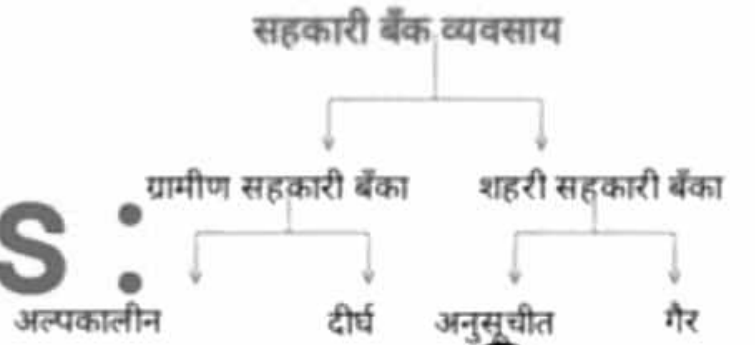 सहकारी बँक व्यवसाय
ग्रामीण सहकारी बँका शहरी सहकारी बँका
s :
अल्पकालीन दीर्घ अनुसूचीत गैर